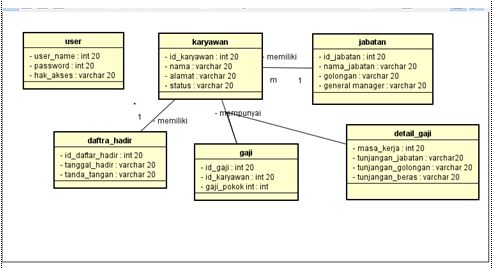 user
- user_name : int 20
- password : int 20
- hak_akses : varchar 20
karyawan
- id_karyawan : int 20
- nama : varchar 20
- alamat : varchar 20
- status : varchar 20
- memiliki
m
1
jabatan
- id_jabatan : int 20
- nama_jabatan : varchar 20
- golongan : varchar 20
- general manager : varchar 20
1
- memiliki
- mempunyai
daftra_hadir
- id_daftar_hadir : int 20
- tanggal_hadir : varchar 20
- tanda_tangan : varchar 20
gaji
- id_gaji : int 20
- id_karyawan : int 20
- gaji_pokok : int : int
detail_gaji
- masa_kerja : int 20
- tunjangan_jabatan : varchar20
- tunjangan_golongan : varchar 20
- tunjangan_beras : varchar 20